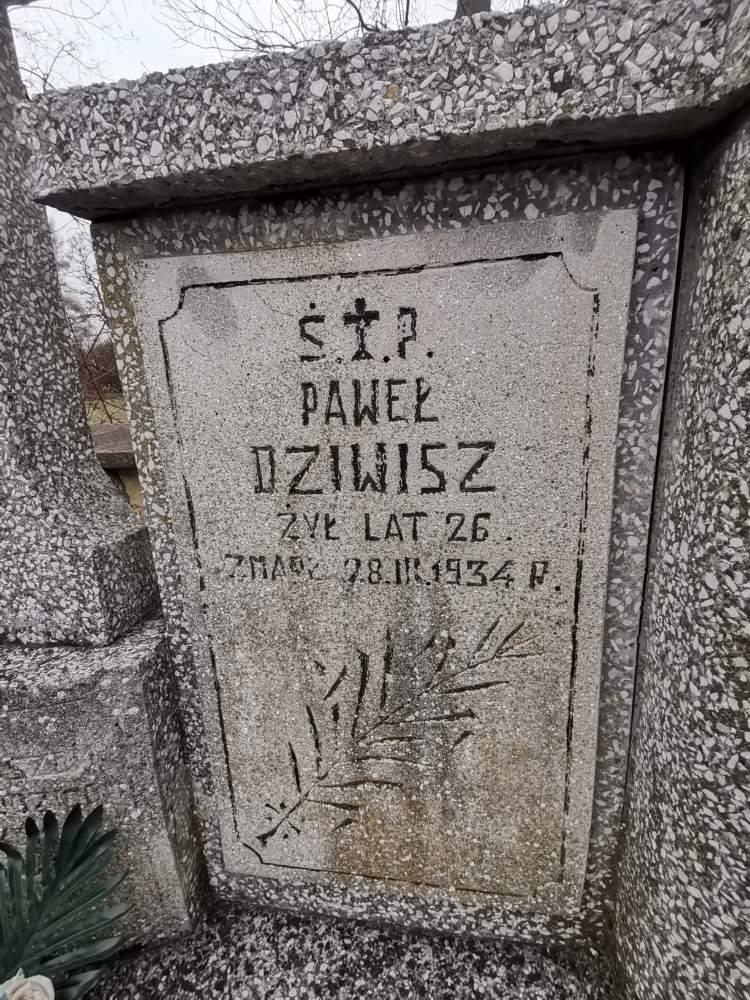 Ś.†P.
PAWEŁ
DZIWISZ
ŻYŁ LAT 26.
ZMARŁ 28.III.1934 R.